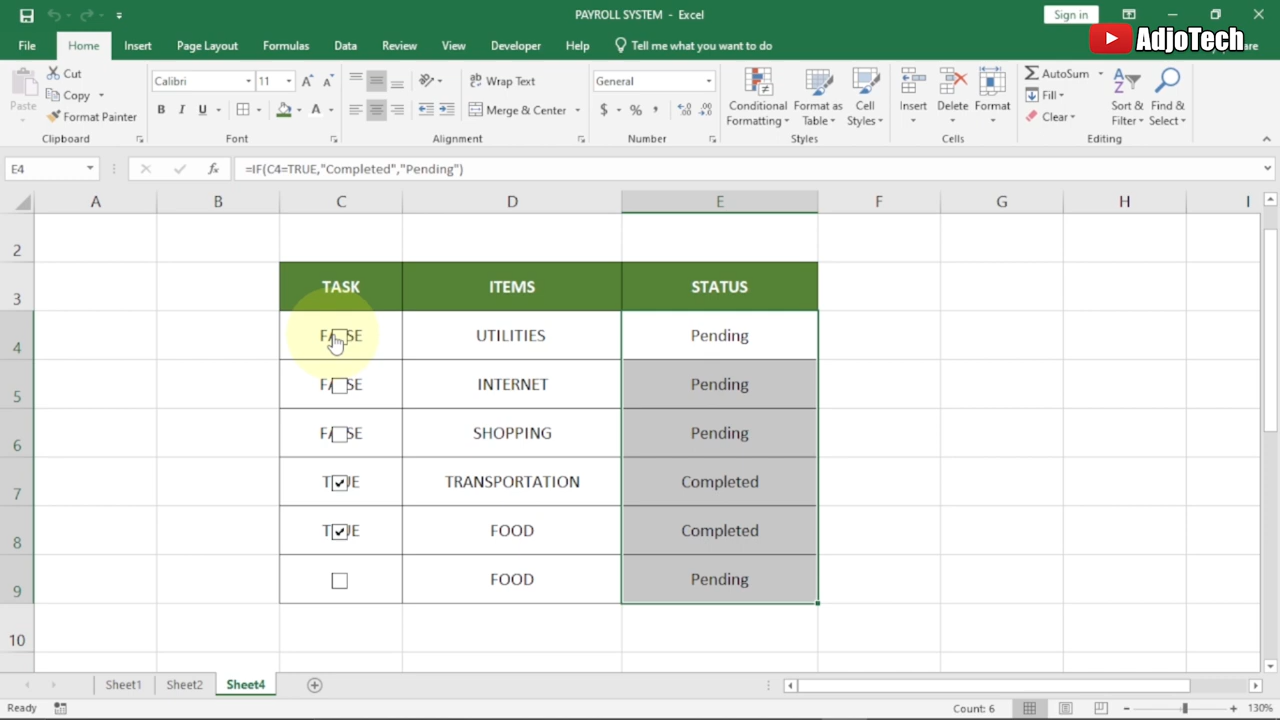 PAYROLL SYSTEM - Excel
Sign in
AdjoTech
File Home Insert Page Layout Formulas Data Review View Developer Help Tell me what you want to do
Paste
Cut
Copy
Format Painter
Clipboard
Calibri 11
B I U A
Font
Wrap Text
Merge & Center
Alignment
General
$ % ,
Number
Conditional Formatting
Format as Table
Cell Styles
Styles
Insert Delete Format
Cells
AutoSum
Fill
Clear
Sort & Filter
Find & Select
Editing
E4 fx =IF(C4=TRUE,"Completed","Pending")
A B C D E F G H I
2
3 TASK ITEMS STATUS
4 UTILITIES Pending
5 INTERNET Pending
6 SHOPPING Pending
7 TRANSPORTATION Completed
8 FOOD Completed
9 FOOD Pending
10
Sheet1 Sheet2 Sheet4
Ready Count: 6 130%